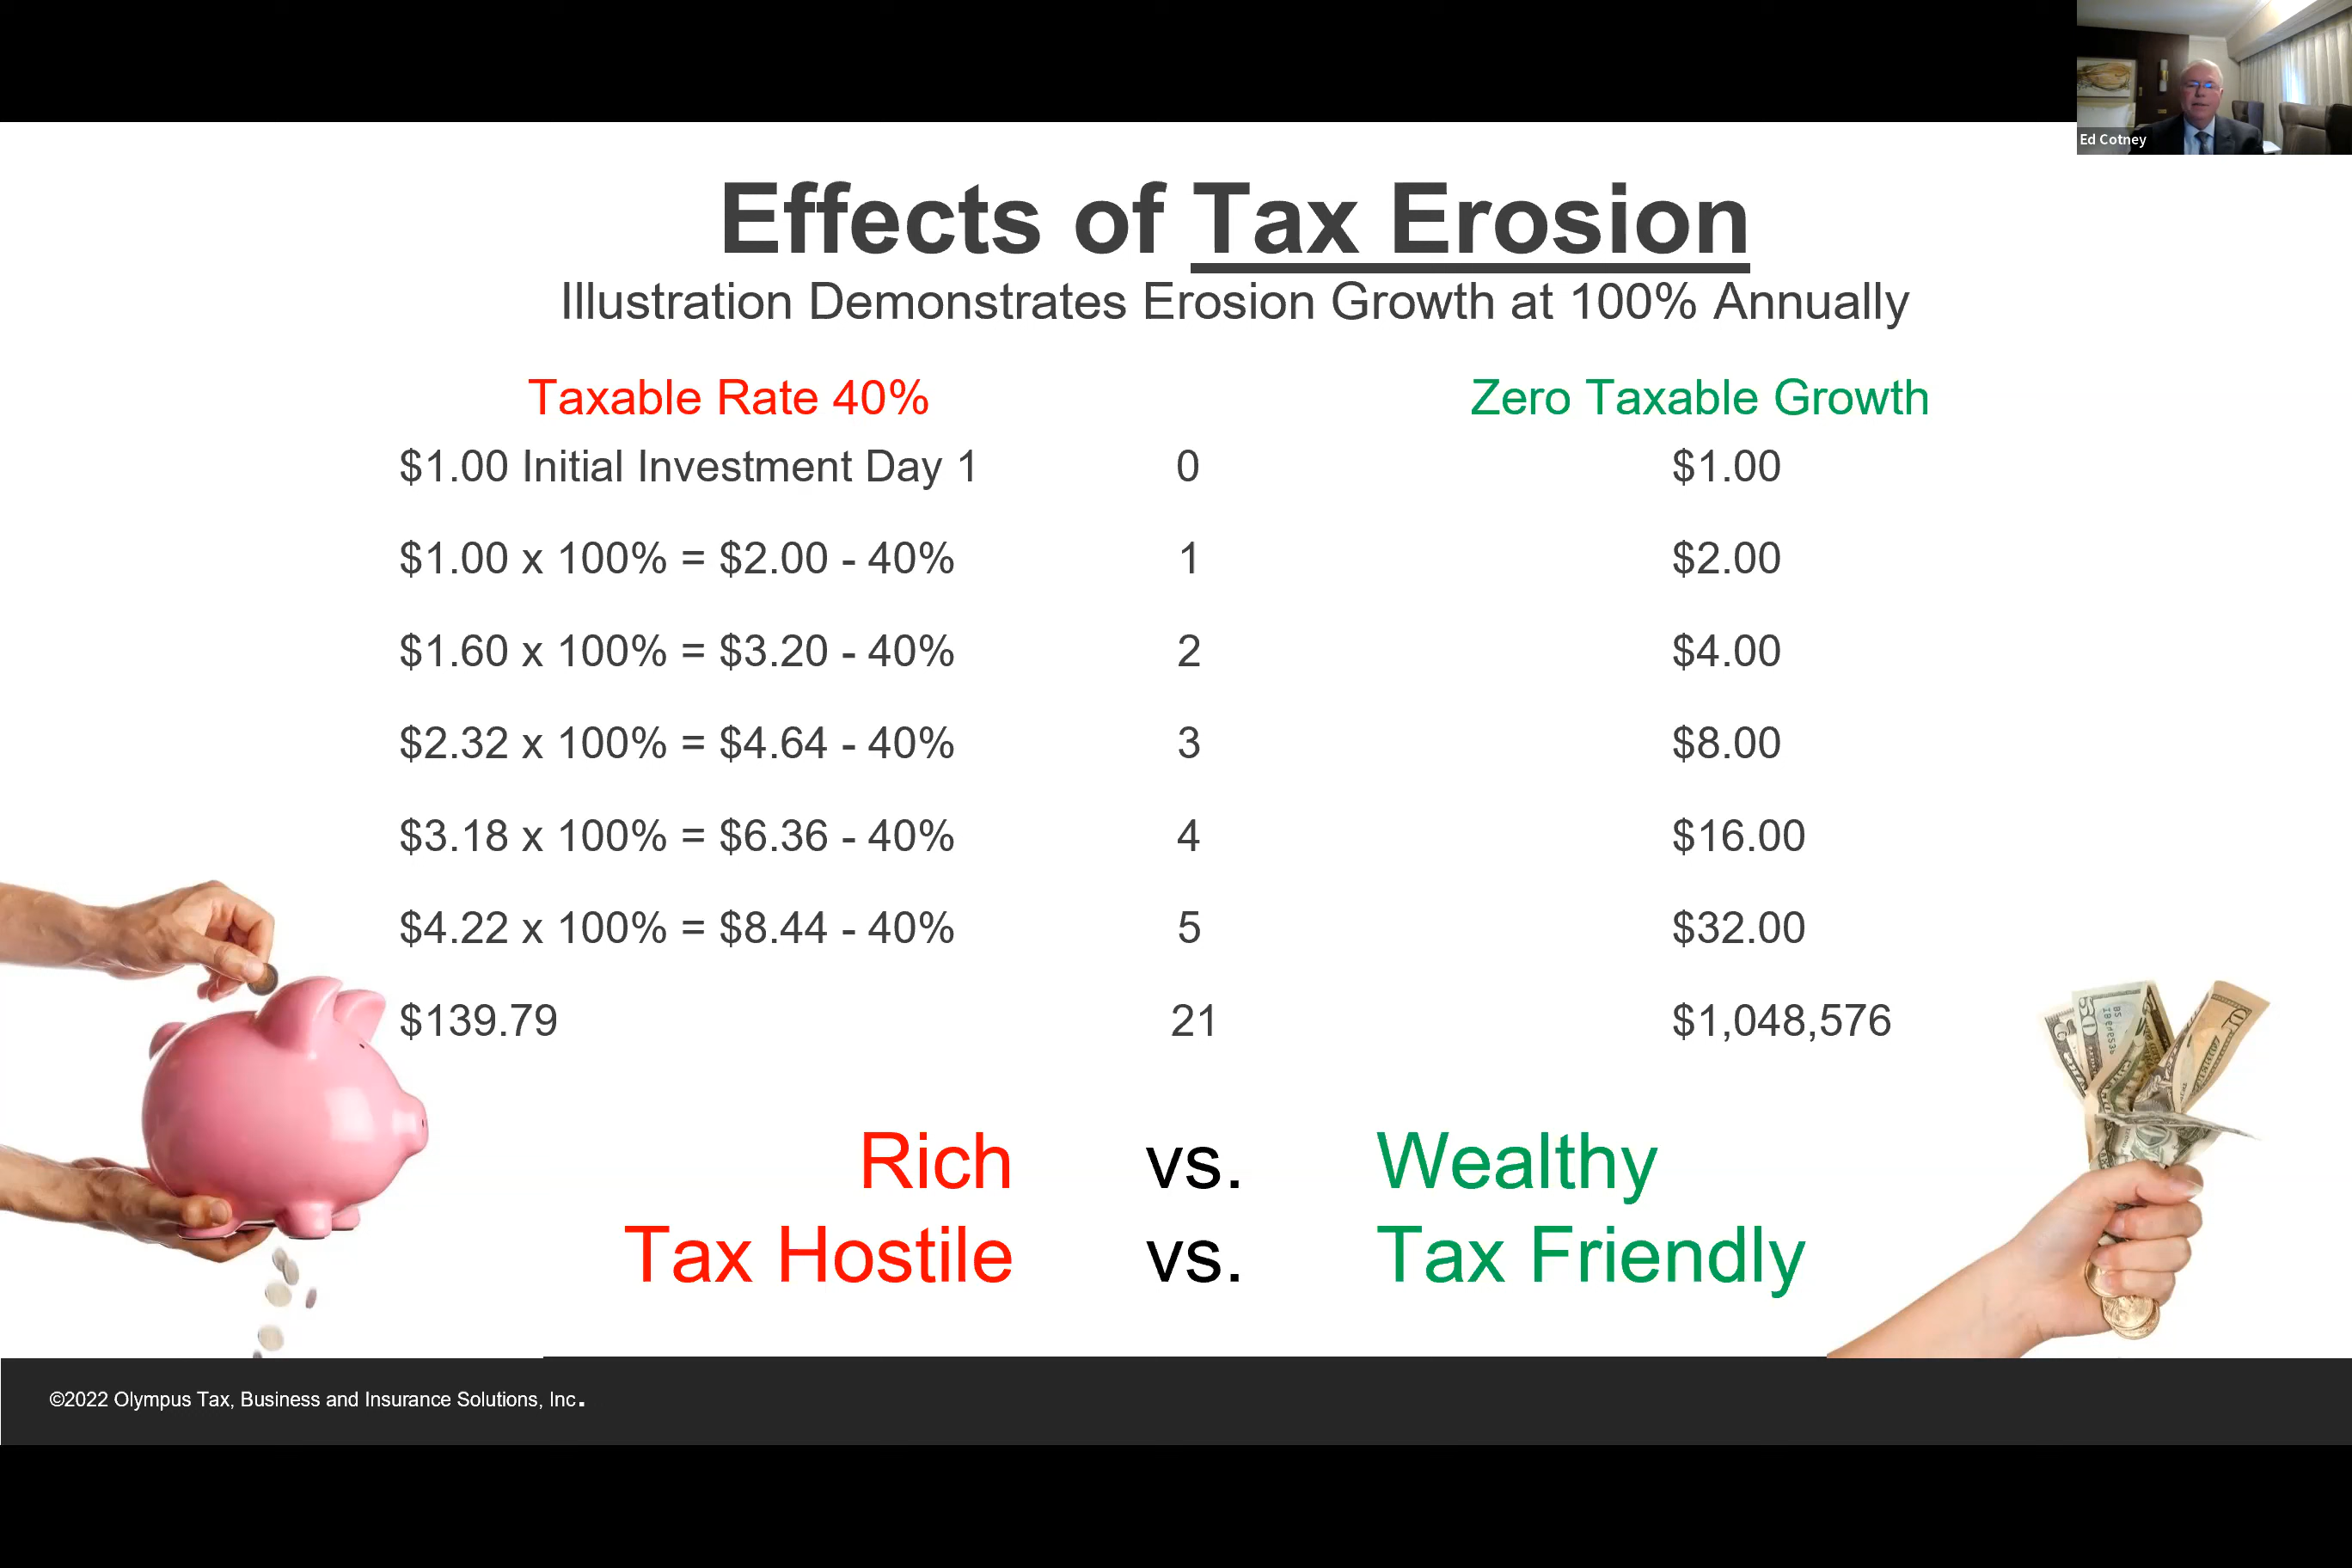 Ed Cotney
Effects of Tax Erosion
Illustration Demonstrates Erosion Growth at 100% Annually
Taxable Rate 40% Zero Taxable Growth
$1.00 Initial Investment Day 1 0 $1.00
$1.00 x 100% = $2.00 - 40% 1 $2.00
$1.60 x 100% = $3.20 - 40% 2 $4.00
$2.32 x 100% = $4.64 - 40% 3 $8.00
$3.18 x 100% = $6.36 - 40% 4 $16.00
$4.22 x 100% = $8.44 - 40% 5 $32.00
$139.79 21 $1,048,576
Rich vs. Wealthy
Tax Hostile vs. Tax Friendly
©2022 Olympus Tax, Business and Insurance Solutions, Inc.